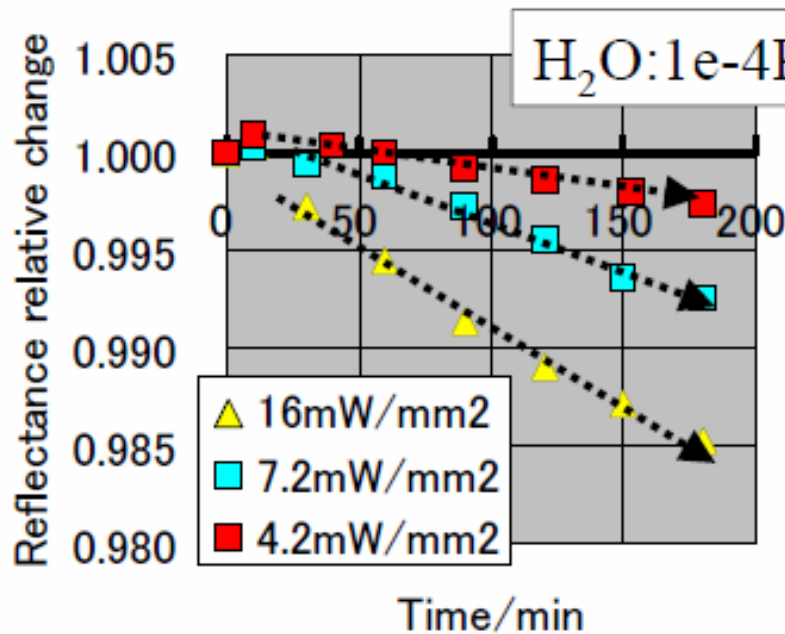 H₂O:1e-4
Reflectance relative change
1.005
1.000
0.995
0.990
0.985
0.980
0 50 100 150 200
16mW/mm2
7.2mW/mm2
4.2mW/mm2
Time/min